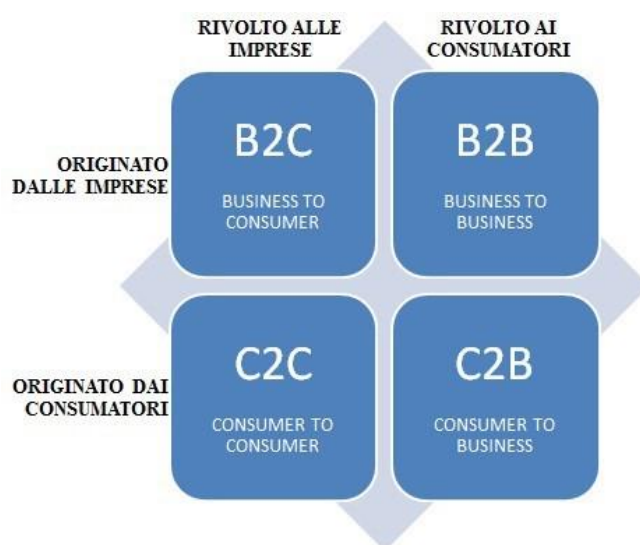 RIVOLTO ALLE
IMPRESE
RIVOLTO AI
CONSUMATORI
ORIGINATO
DALLE IMPRESE
B2C
BUSINESS TO
CONSUMER
B2B
BUSINESS TO
BUSINESS
ORIGINATO DAI
CONSUMATORI
C2C
CONSUMER TO
CONSUMER
C2B
CONSUMER TO
BUSINESS